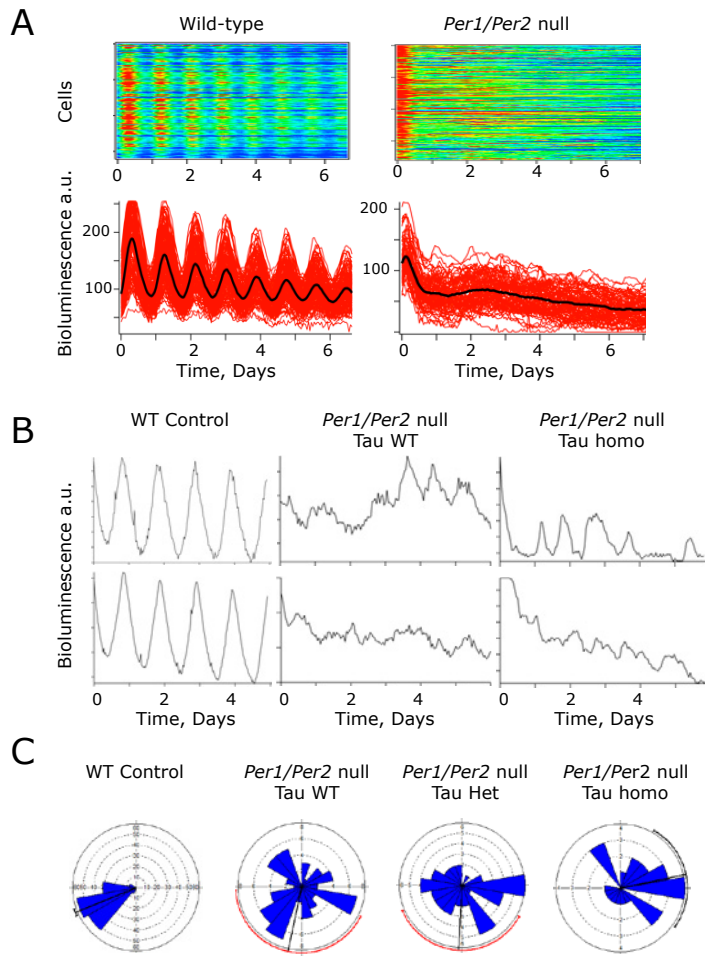 A
Wild-type
Per1/Per2 null
Cells
0 1 2 3 4 5 6
0 2 4 6
Bioluminescence a.u.
200
100
0 2 4 6
Time, Days
200
100
0
0 2 4 6
Time, Days
B
WT Control
Per1/Per2 null
Tau WT
Per1/Per2 null
Tau homo
Bioluminescence a.u.
0 2 4
Time, Days
0 2 4
Time, Days
0 2 4
Time, Days
C
WT Control
Per1/Per2 null
Tau WT
Per1/Per2 null
Tau Het
Per1/Per2 null
Tau homo